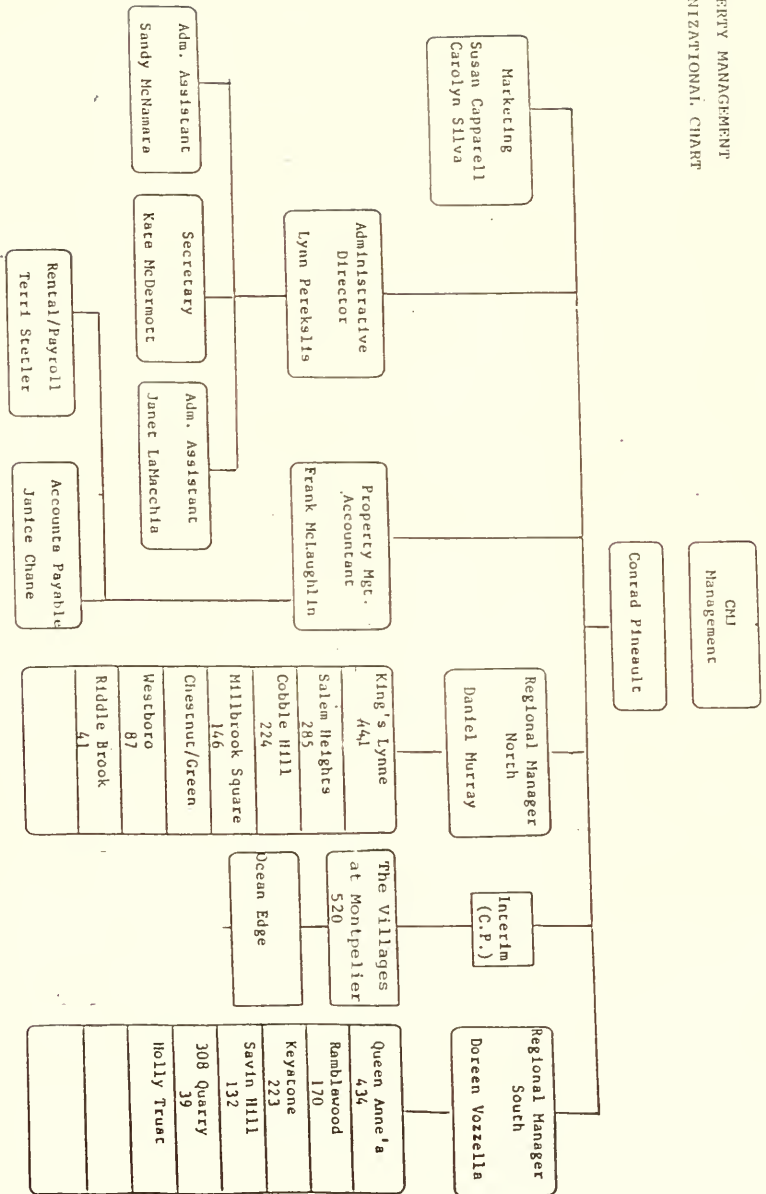 ERTY MANAGEMENT
NIZATIONAL CHART
CMJ
Management
Conrad Pineault
Marketing
Susan Capparell
Carolyn Silva
Administrative
Director
Lynn Perekslis
Property Mgt.
Accountant
Frank McLaughlin
Regional Manager
North
Daniel Murray
Interim
(C.P.)
Regional Manager
South
Doreen Vozzella
Adm. Assistant
Sandy McNamara
Secretary
Kate McDermott
Adm. Assistant
Janet LaMacchia
Rental/Payroll
Terri Stetler
Accounts Payable
Janice Chane
King's Lynne
441
Salem Heights
285
Cobble Hill
224
Millbrook Square
146
Chestnut/Green
Westboro
87
Riddle Brook
41
The Villages
at Montpelier
520
Ocean Edge
Queen Anne's
434
Ramblewood
170
Keystone
223
Savin Hill
132
308 Quarry
39
Holly Trust